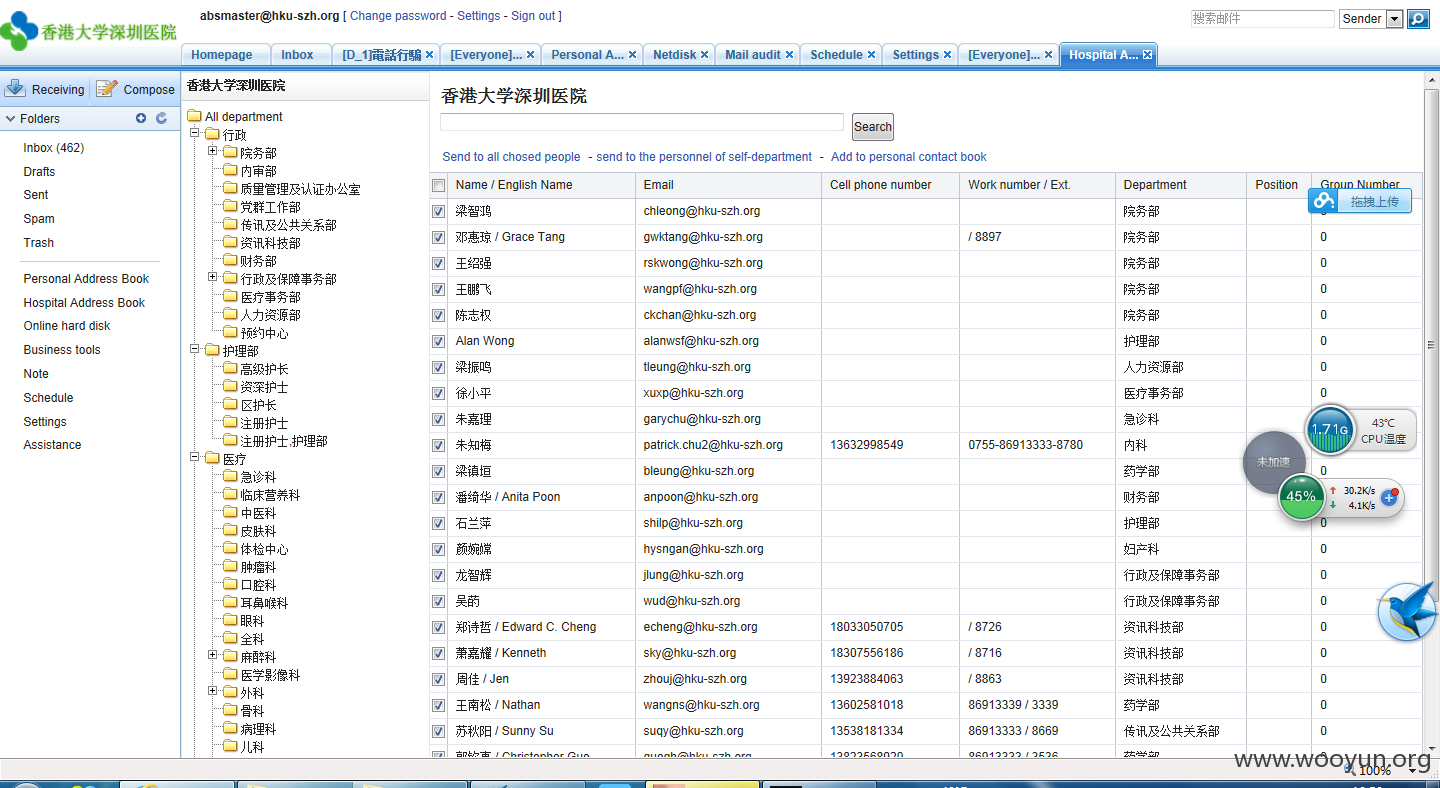 absmaster@hku-szh.org [ Change password - Settings - Sign out ]
搜索邮件 Sender
香港大学深圳医院
Homepage Inbox [D_1]電話行騙 [Everyone]... Personal A... Netdisk Mail audit Schedule Settings [Everyone]... Hospital A...
Receiving Compose
Folders
Inbox (462)
Drafts
Sent
Spam
Trash
Personal Address Book
Hospital Address Book
Online hard disk
Business tools
Note
Schedule
Settings
Assistance
香港大学深圳医院
All department
行政
院务部
内审部
质量管理及认证办公室
党群工作部
传讯及公共关系部
资讯科技部
财务部
行政及保障事务部
医疗事务部
人力资源部
预约中心
护理部
高级护长
资深护士
区护长
注册护士
注册护士,护理部
医疗
急诊科
临床营养科
中医科
皮肤科
体检中心
肿瘤科
口腔科
耳鼻喉科
眼科
全科
麻醉科
医学影像科
外科
骨科
病理科
儿科
香港大学深圳医院
Search
Send to all chosed people - send to the personnel of self-department - Add to personal contact book
Name / English Name Email Cell phone number Work number / Ext. Department Position Group Number
拖拽上传
梁智鸿 chleong@hku-szh.org 院务部 0
邓惠琼 / Grace Tang gwktang@hku-szh.org / 8897 院务部 0
王绍强 rskwong@hku-szh.org 院务部 0
王鹏飞 wangpf@hku-szh.org 院务部 0
陈志权 ckchan@hku-szh.org 院务部 0
Alan Wong alanwsf@hku-szh.org 护理部 0
梁振鸣 tleung@hku-szh.org 人力资源部 0
徐小平 xuxp@hku-szh.org 医疗事务部 0
朱嘉理 garychu@hku-szh.org 急诊科
朱知梅 patrick.chu2@hku-szh.org 13632998549 0755-86913333-8780 内科
梁镇垣 bleung@hku-szh.org 药学部 0
潘绮华 / Anita Poon anpoon@hku-szh.org 财务部
石兰萍 shilp@hku-szh.org 护理部 0
颜婉嫦 hysngan@hku-szh.org 妇产科 0
龙智辉 jlung@hku-szh.org 行政及保障事务部 0
吴 wud@hku-szh.org 行政及保障事务部 0
郑诗哲 / Edward C. Cheng echeng@hku-szh.org 18033050705 / 8726 资讯科技部 0
萧嘉耀 / Kenneth sky@hku-szh.org 18307556186 / 8716 资讯科技部 0
周佳 / Jen zhouj@hku-szh.org 13923884063 / 8863 资讯科技部 0
王南松 / Nathan wangns@hku-szh.org 13602581018 86913339 / 3339 药学部 0
苏秋阳 / Sunny Su suqy@hku-szh.org 13538181334 86913333 / 8669 传讯及公共关系部 0
1.71G 43℃
CPU温度
未加速
45% 30.2K/s
4.1K/s
www.wooyun.org
100%